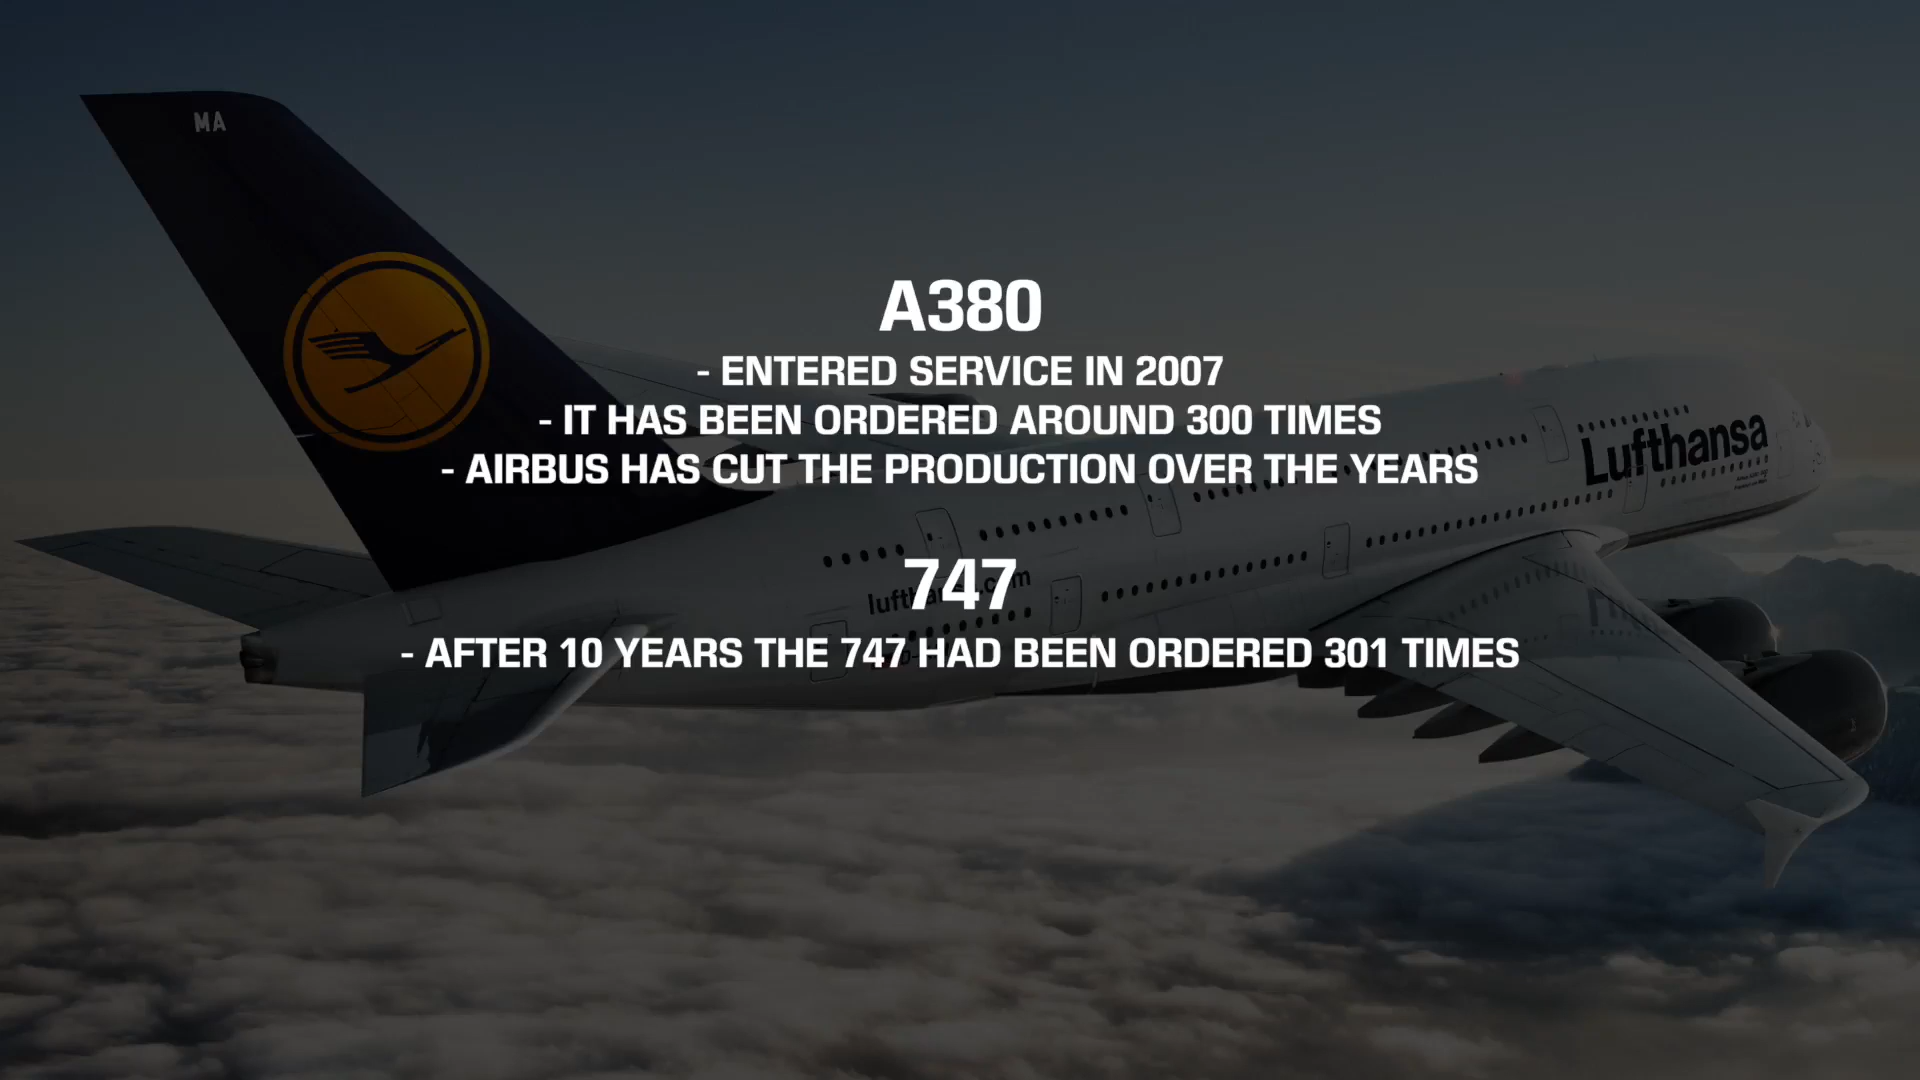 MA
A380
- ENTERED SERVICE IN 2007
- IT HAS BEEN ORDERED AROUND 300 TIMES
- AIRBUS HAS CUT THE PRODUCTION OVER THE YEARS
Lufthansa
747
- AFTER 10 YEARS THE 747 HAD BEEN ORDERED 301 TIMES